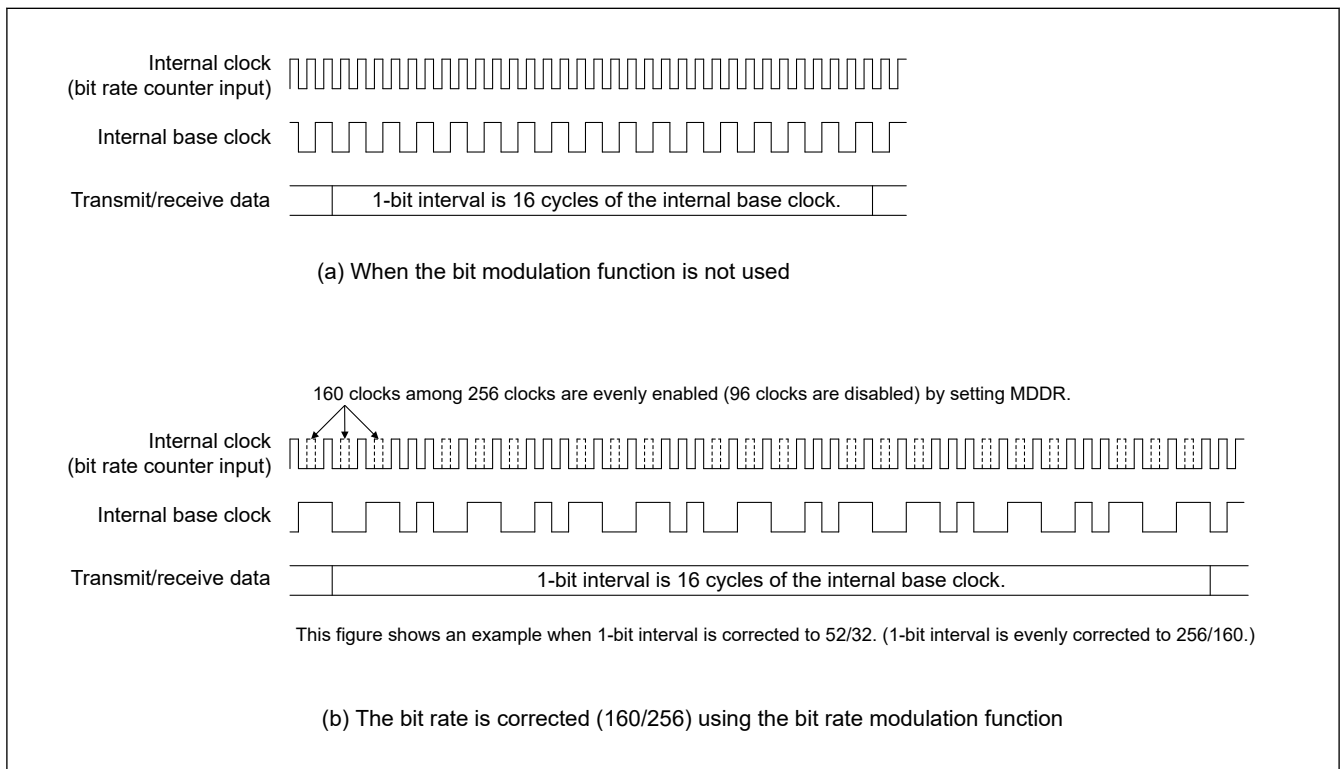 Internal clock
(bit rate counter input)
Internal base clock
Transmit/receive data
1-bit interval is 16 cycles of the internal base clock.
(a) When the bit modulation function is not used
160 clocks among 256 clocks are evenly enabled (96 clocks are disabled) by setting MDDR.
Internal clock
(bit rate counter input)
Internal base clock
Transmit/receive data
1-bit interval is 16 cycles of the internal base clock.
This figure shows an example when 1-bit interval is corrected to 52/32. (1-bit interval is evenly corrected to 256/160.)
(b) The bit rate is corrected (160/256) using the bit rate modulation function